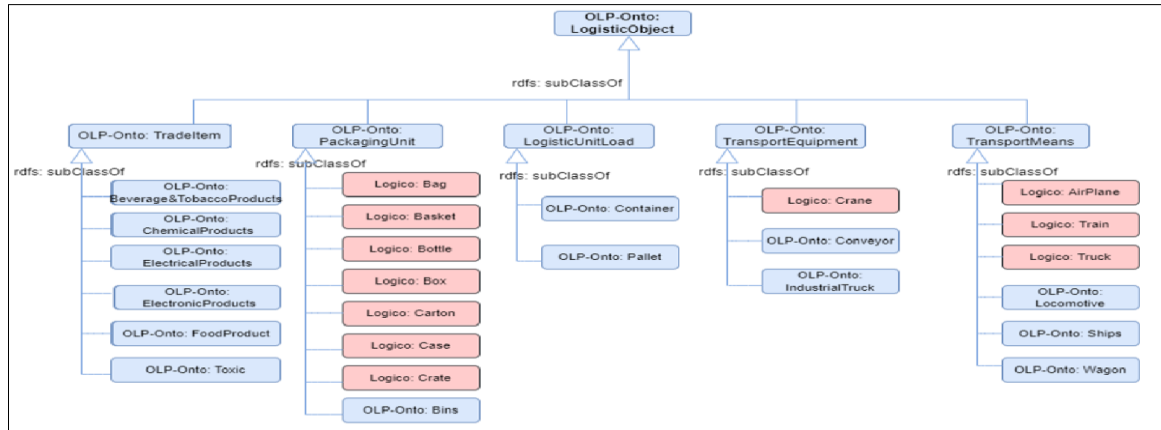 OLP-Onto:
LogisticObject
rdfs: subClassOf
OLP-Onto: TradeItem
OLP-Onto:
PackagingUnit
OLP-Onto:
LogisticUnitLoad
OLP-Onto:
TransportEquipment
OLP-Onto:
TransportMeans
rdfs: subClassOf
rdfs: subClassOf
rdfs: subClassOf
rdfs: subClassOf
rdfs: subClassOf
OLP-Onto:
Beverage&TobaccoProducts
OLP-Onto:
ChemicalProducts
OLP-Onto:
ElectricalProducts
OLP-Onto:
ElectronicProducts
OLP-Onto: FoodProduct
OLP-Onto: Toxic
Logico: Bag
Logico: Basket
Logico: Bottle
Logico: Box
Logico: Carton
Logico: Case
Logico: Crate
OLP-Onto: Bins
OLP-Onto: Container
OLP-Onto: Pallet
Logico: Crane
OLP-Onto: Conveyor
OLP-Onto:
IndustrialTruck
Logico: AirPlane
Logico: Train
Logico: Truck
OLP-Onto:
Locomotive
OLP-Onto: Ships
OLP-Onto: Wagon